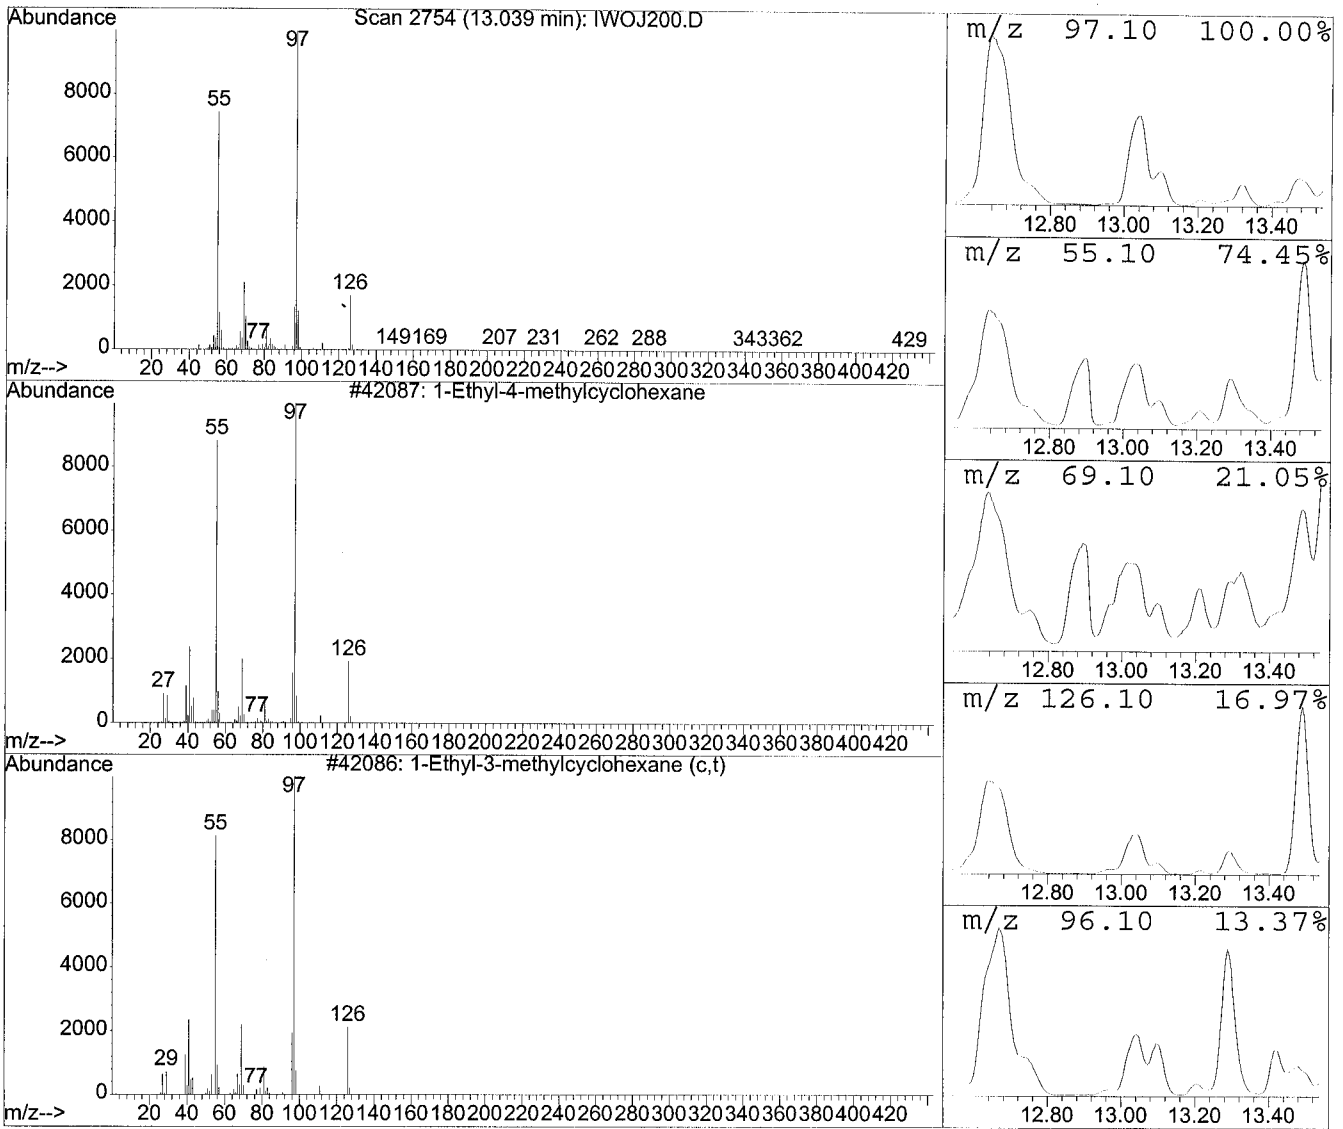 Abundance Scan 2754 (13.039 min): IWOJ200.D
97
8000
55
6000
4000
2000
126
77
149 169 207 231 262 288 343 362 429
0
m/z--> 20 40 60 80 100 120 140 160 180 200 220 240 260 280 300 320 340 360 380 400 420
Abundance #42087: 1-Ethyl-4-methylcyclohexane
97
55
8000
6000
4000
2000
126
27
77
0
m/z--> 20 40 60 80 100 120 140 160 180 200 220 240 260 280 300 320 340 360 380 400 420
Abundance #42086: 1-Ethyl-3-methylcyclohexane (c,t)
97
55
8000
6000
4000
2000
126
29
77
0
m/z--> 20 40 60 80 100 120 140 160 180 200 220 240 260 280 300 320 340 360 380 400 420
m/z 97.10 100.00%
12.80 13.00 13.20 13.40
m/z 55.10 74.45%
12.80 13.00 13.20 13.40
m/z 69.10 21.05%
12.80 13.00 13.20 13.40
m/z 126.10 16.97%
12.80 13.00 13.20 13.40
m/z 96.10 13.37%
12.80 13.00 13.20 13.40